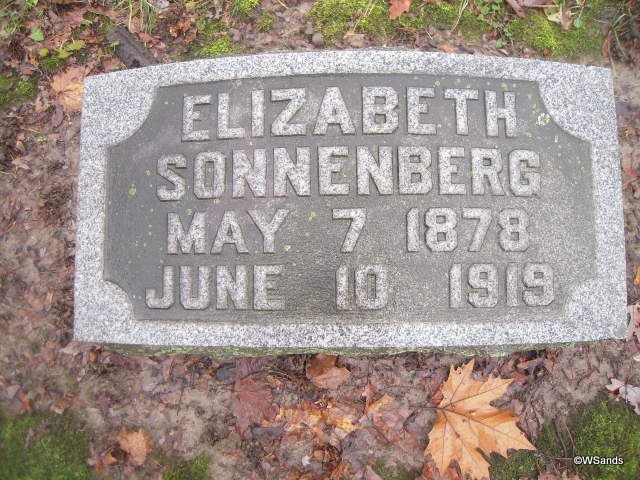 ELIZABETH
SONNENBERG
MAY 7 1878
JUNE 10 1919
©WSands